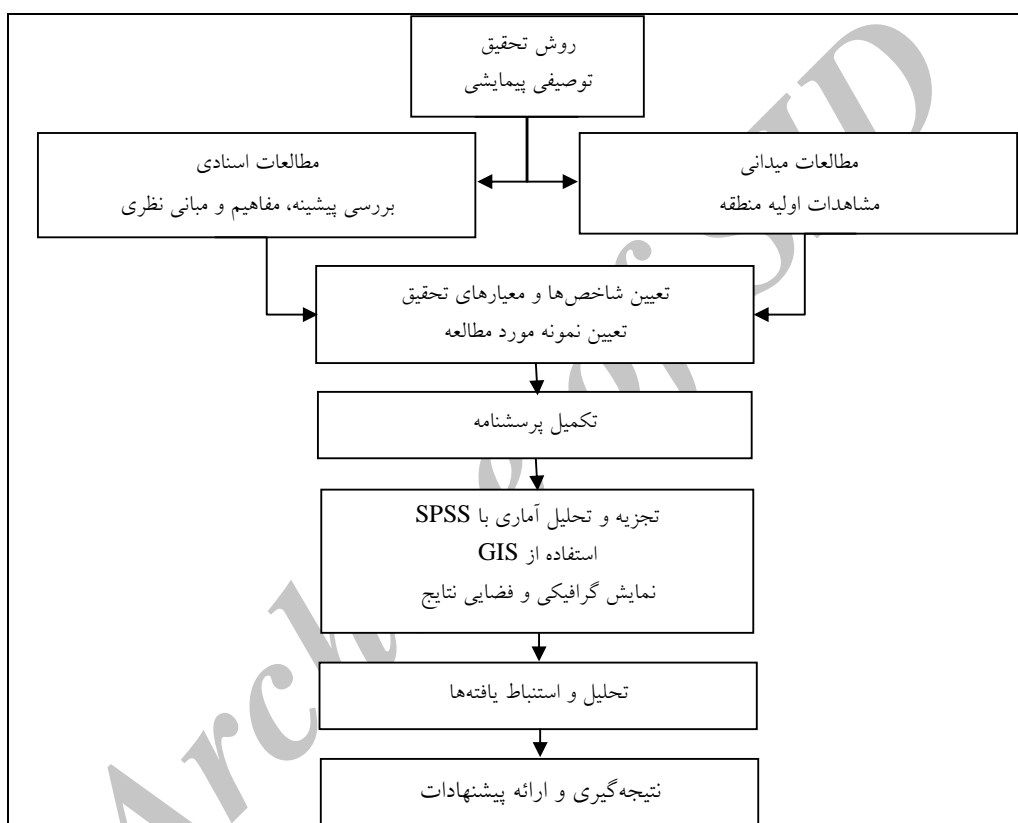 روش تحقیق
توصیفی پیمایشی
مطالعات میدانی
مشاهدات اولیه منطقه
مطالعات اسنادی
بررسی پیشینه، مفاهیم و مبانی نظری
تعیین شاخص‌ها و معیارهای تحقیق
تعیین نمونه مورد مطالعه
تکمیل پرسشنامه
تجزیه و تحلیل آماری با SPSS
استفاده از GIS
نمایش گرافیکی و فضایی نتایج
تحلیل و استنباط یافته‌ها
نتیجه‌گیری و ارائه پیشنهادات